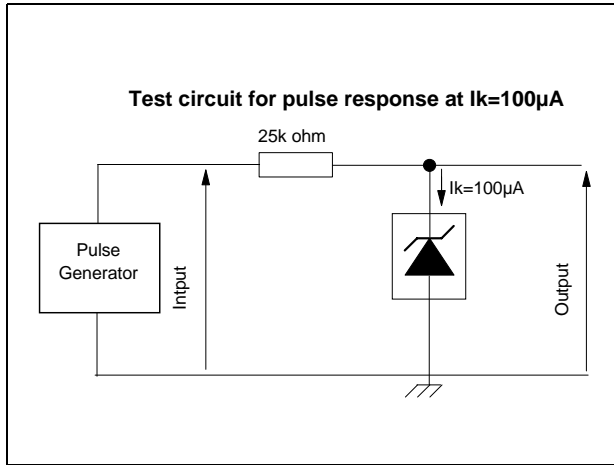 Test circuit for pulse response at Ik=100µA
25k ohm
Ik=100µA
Pulse
Generator
Intput
Output